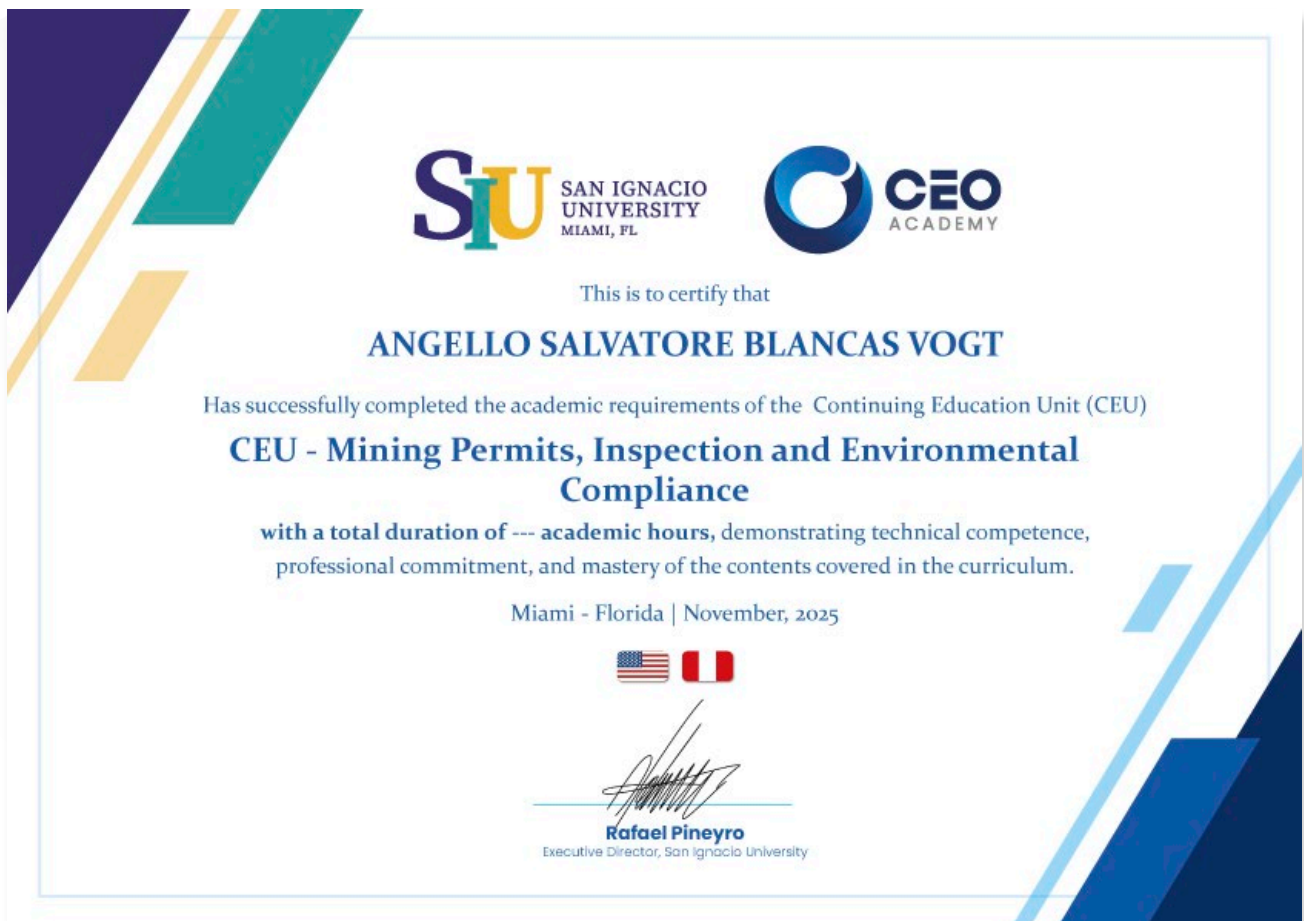 SIU
SAN IGNACIO
UNIVERSITY
MIAMI, FL
CEO
ACADEMY
This is to certify that
ANGELLO SALVATORE BLANCAS VOGT
Has successfully completed the academic requirements of the Continuing Education Unit (CEU)
CEU - Mining Permits, Inspection and Environmental
Compliance
with a total duration of --- academic hours, demonstrating technical competence,
professional commitment, and mastery of the contents covered in the curriculum.
Miami - Florida | November, 2025
Rafael Pineyro
Executive Director, San Ignacio University